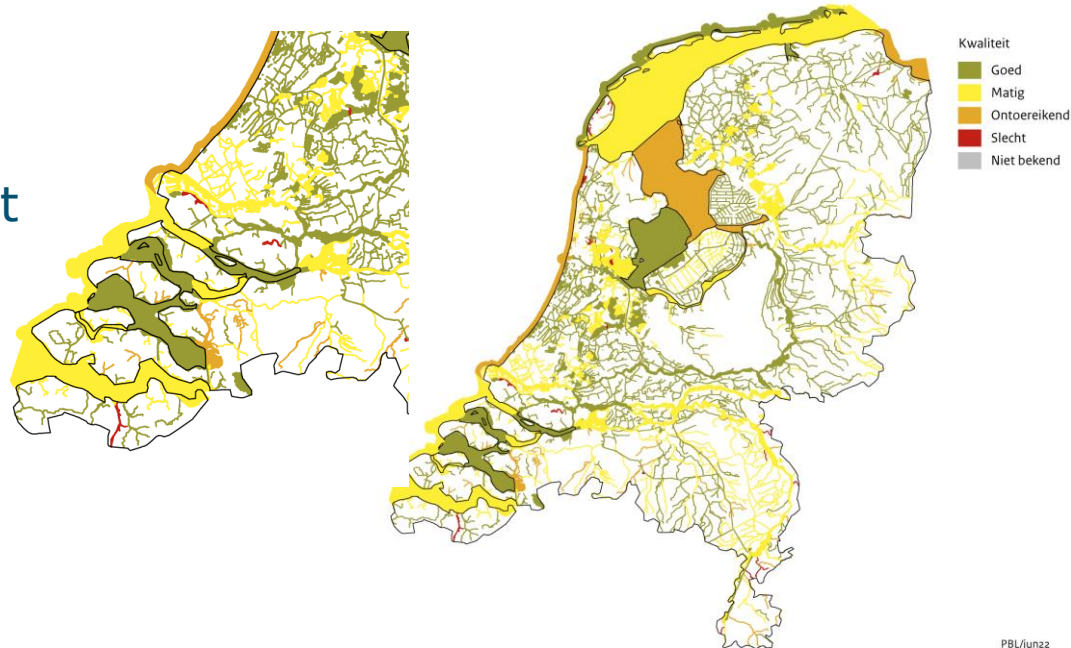 t
Kwaliteit
Goed
Matig
Ontoereikend
Slecht
Niet bekend
PBL/jun22